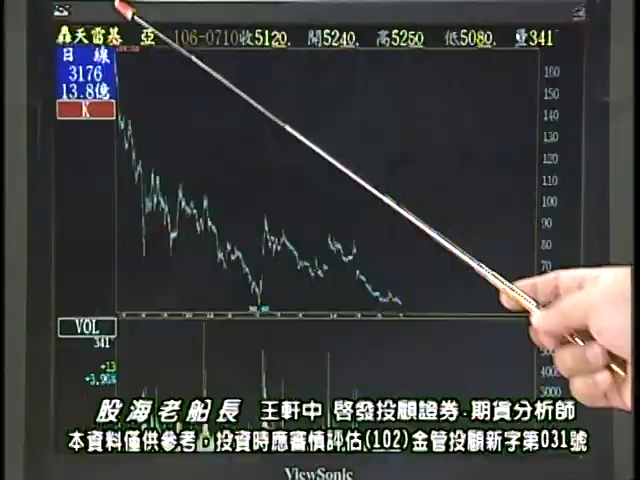 轟天雷基 亞 106-0710收5120. 開5240. 高5250 低5080. 量341
日 線
3176
13.8億
K
160
150
140
130
120
110
100
90
80
70
VOL
341
+13
+3.96%
4000
3000
股海老船長 王軒中 啓發投顧證券.期貨分析師
本資料僅供參考，投資時應審慎評估(102)金管投顧新字第031號
ViewSonic